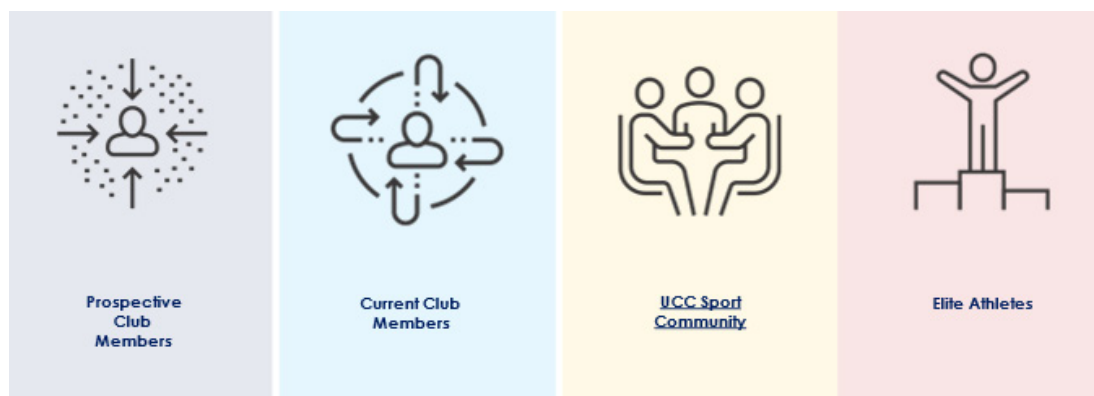 Prospective
Club
Members
Current Club
Members
UCC Sport
Community
Elite Athletes